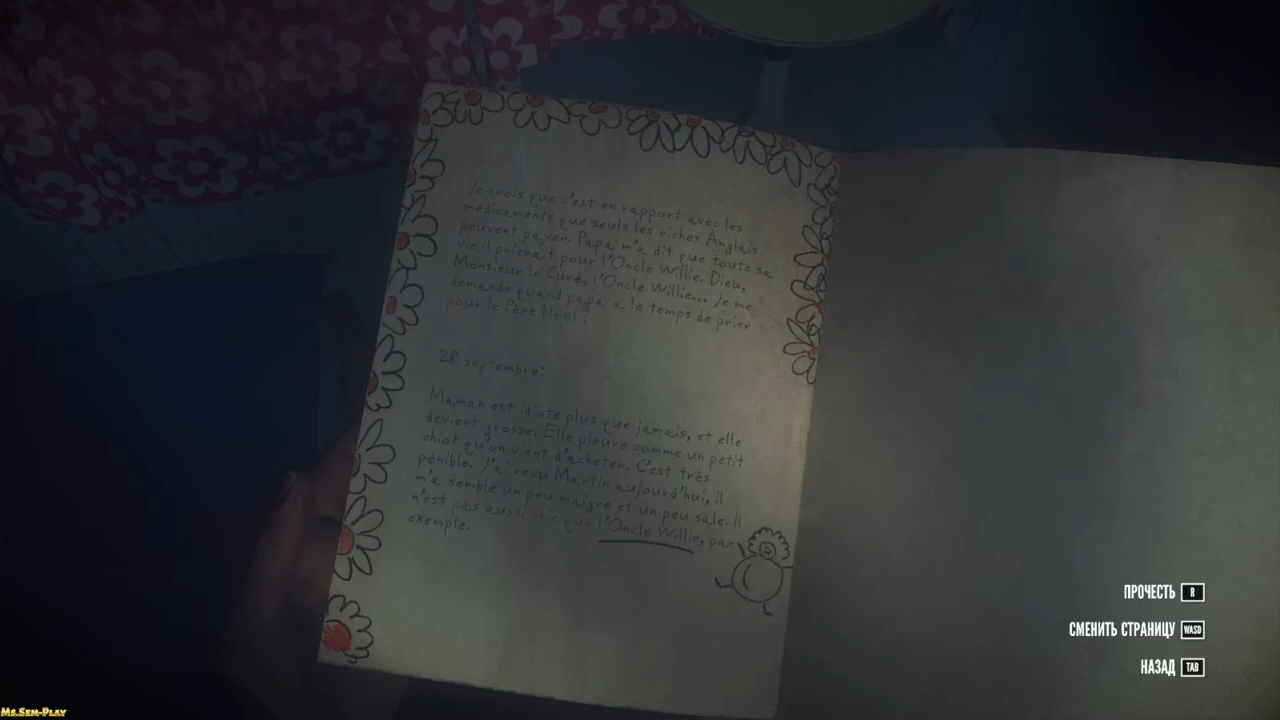 Je crois que c'est en rapport avec les
médicaments que seuls les riches Anglais
peuvent payer. Papa m'a dit que toute sa
vie il prierait pour l'Oncle Willie. Dieu,
Monsieur le Curé, l'Oncle Willie... Je me
demande quand papa a le temps de prier
pour le Père Noël !
28 septembre:
Maman est idiote plus que jamais, et elle
devient grosse. Elle pleure comme un petit
chiot qu'on vient d'acheter. C'est très
pénible. J'ai revu Martin aujourd'hui, il
m'a semblé un peu maigre et un peu sale. Il
n'est pas aussi chic que l'Oncle Willie, par
exemple.
ПРОЧЕСТЬ R
СМЕНИТЬ СТРАНИЦУ WASD
НАЗАД TAB
Ms.Sem-Play